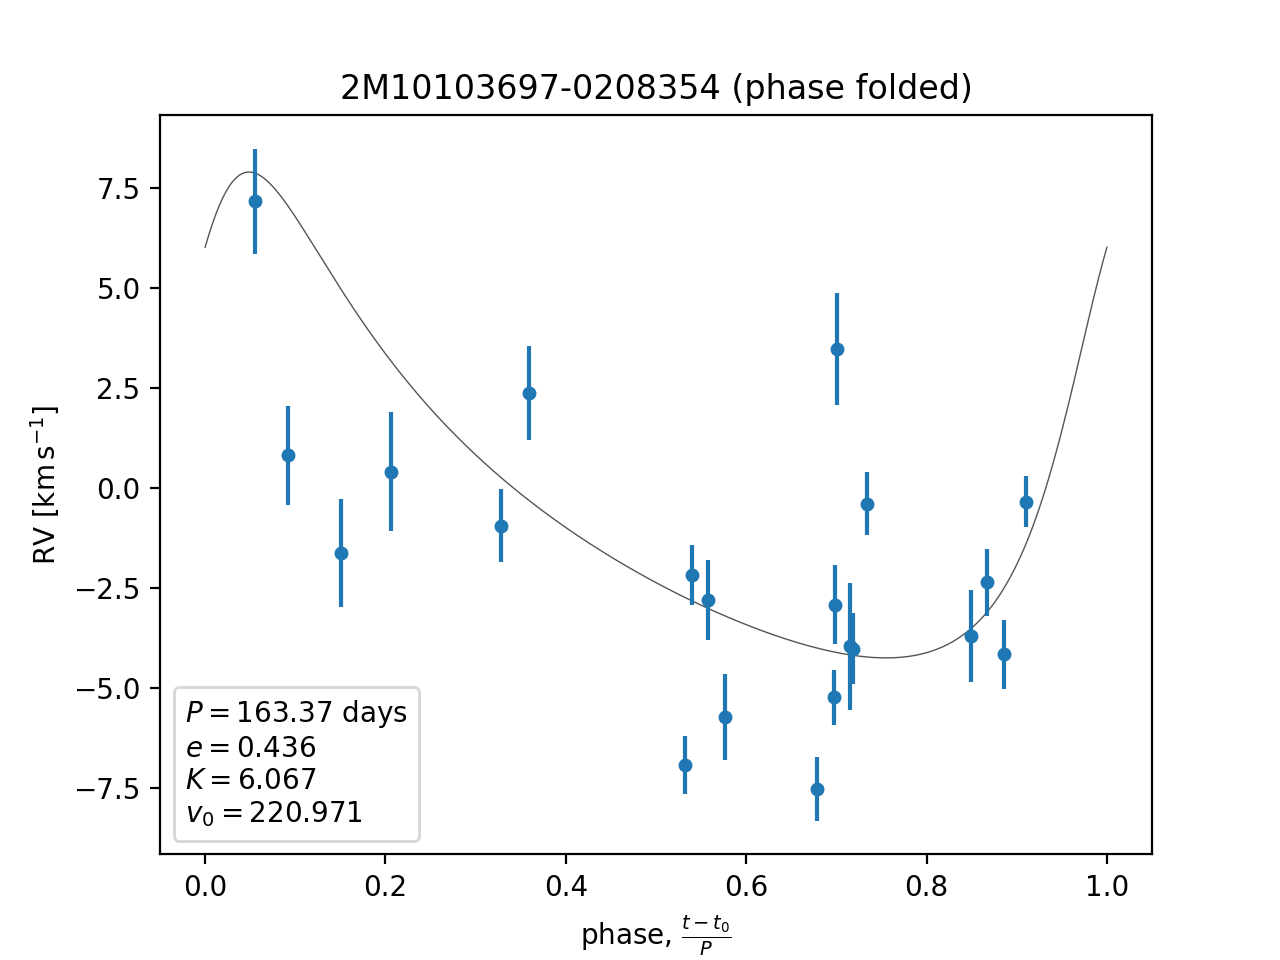 2M10103697-0208354 (phase folded)
RV [km s⁻¹]
7.5
5.0
2.5
0.0
−2.5
−5.0
−7.5
P = 163.37 days
e = 0.436
K = 6.067
v₀ = 220.971
0.0 0.2 0.4 0.6 0.8 1.0
phase, (t − t₀)/P